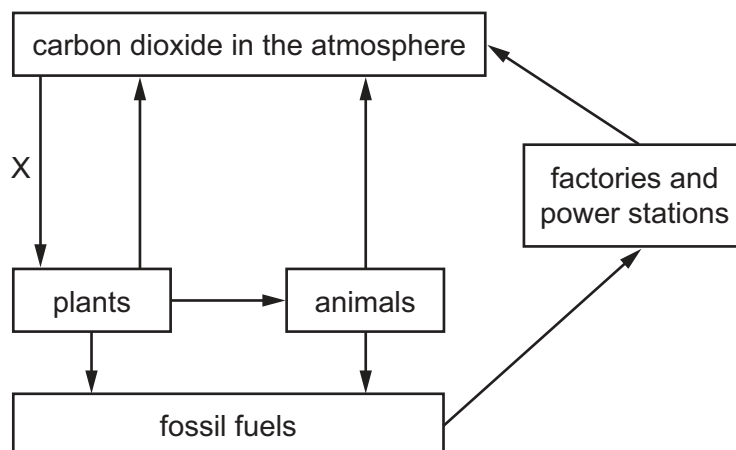 carbon dioxide in the atmosphere
X
factories and
power stations
plants
animals
fossil fuels